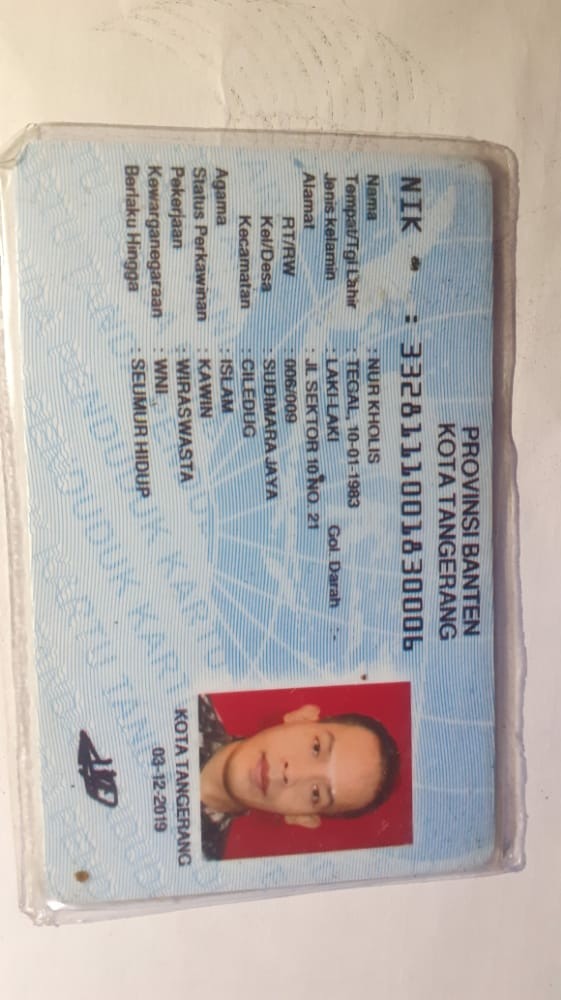 PROVINSI BANTEN
KOTA TANGERANG
NIK : 3328111001830006
Nama : NUR KHOLIS
Tempat/Tgl Lahir : TEGAL, 10-01-1983
Jenis kelamin : LAKI-LAKI Gol. Darah : -
Alamat : JL SEKTOR 10 NO. 21
RT/RW : 006/009
Kel/Desa : SUDIMARA JAYA
Kecamatan : CILEDUG
Agama : ISLAM
Status Perkawinan : KAWIN
Pekerjaan : WIRASWASTA
Kewarganegaraan : WNI
Berlaku Hingga : SEUMUR HIDUP
KOTA TANGERANG
03-12-2019